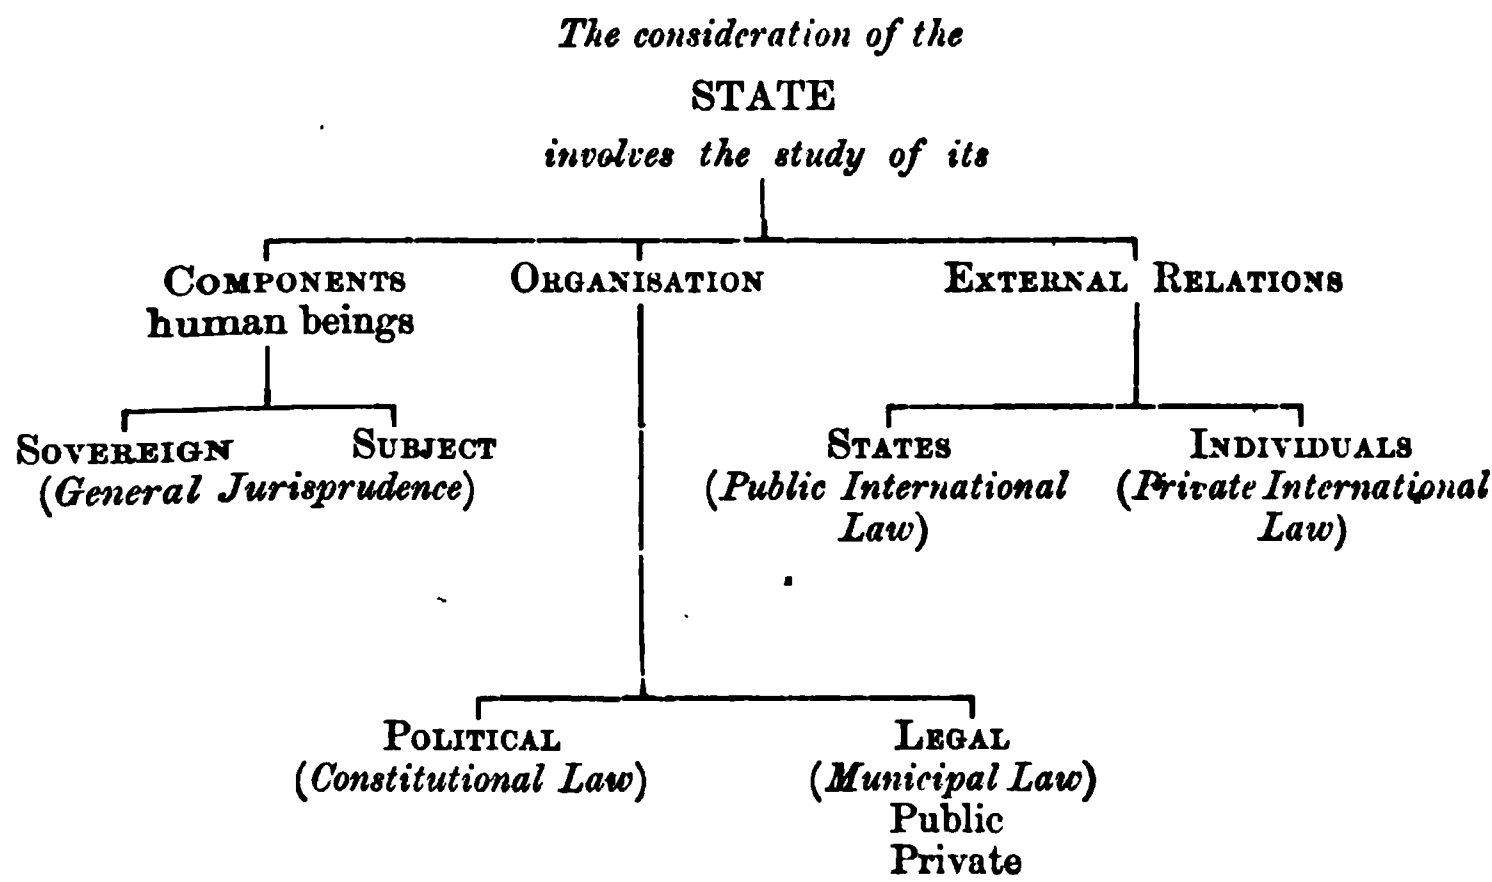 The consideration of the
STATE
involves the study of its
COMPONENTS ORGANISATION EXTERNAL RELATIONS
human beings
SOVEREIGN SUBJECT STATES INDIVIDUALS
(General Jurisprudence) (Public International (Private International
Law) Law)
POLITICAL LEGAL
(Constitutional Law) (Municipal Law)
Public
Private